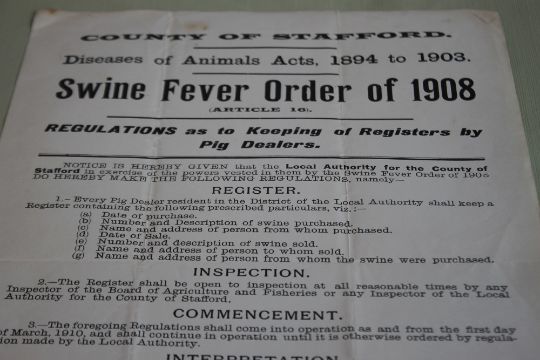 COUNTY OF STAFFORD.
Diseases of Animals Acts, 1894 to 1903.
Swine Fever Order of 1908
(ARTICLE 16).
REGULATIONS as to Keeping of Registers by
Pig Dealers.
NOTICE IS HEREBY GIVEN that the Local Authority for the County of
Stafford in exercise of the powers vested in them by the Swine Fever Order of 1908
DO HEREBY MAKE THE FOLLOWING REGULATIONS, namely—
REGISTER.
1.—Every Pig Dealer resident in the District of the Local Authority shall keep a
Register containing the following prescribed particulars, viz.:—
(a) Date of purchase.
(b) Number and Description of swine purchased.
(c) Name and address of person from whom purchased.
(d) Date of Sale.
(e) Number and description of swine sold.
(f) Name and address of person to whom sold.
(g) Name and address of person from whom the swine were purchased.
INSPECTION.
2.—The Register shall be open to inspection at all reasonable times by any
Inspector of the Board of Agriculture and Fisheries or any Inspector of the Local
Authority for the County of Stafford.
COMMENCEMENT.
3.—The foregoing Regulations shall come into operation as and from the first day
of March, 1910, and shall continue in operation until it is otherwise ordered by regula-
tion made by the Local Authority.
INTERPRETATION